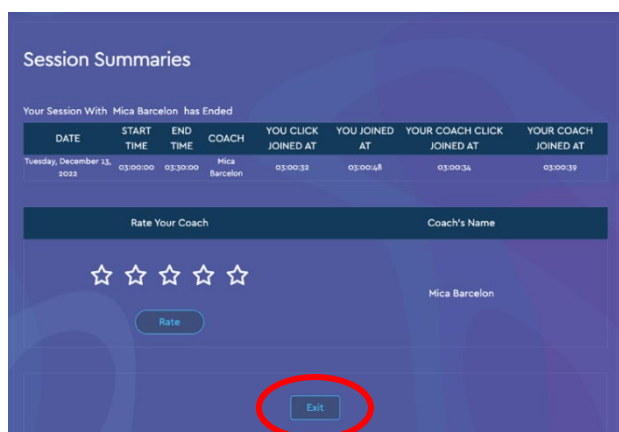 Session Summaries
Your Session With Mica Barcelon has Ended
DATE START TIME END TIME COACH YOU CLICK JOINED AT YOU JOINED AT YOUR COACH CLICK JOINED AT YOUR COACH JOINED AT
Tuesday, December 13, 2022 03:00:00 03:30:00 Mica Barcelon 03:00:32 03:00:48 03:00:34 03:00:39
Rate Your Coach Coach's Name
Mica Barcelon
Rate
Exit